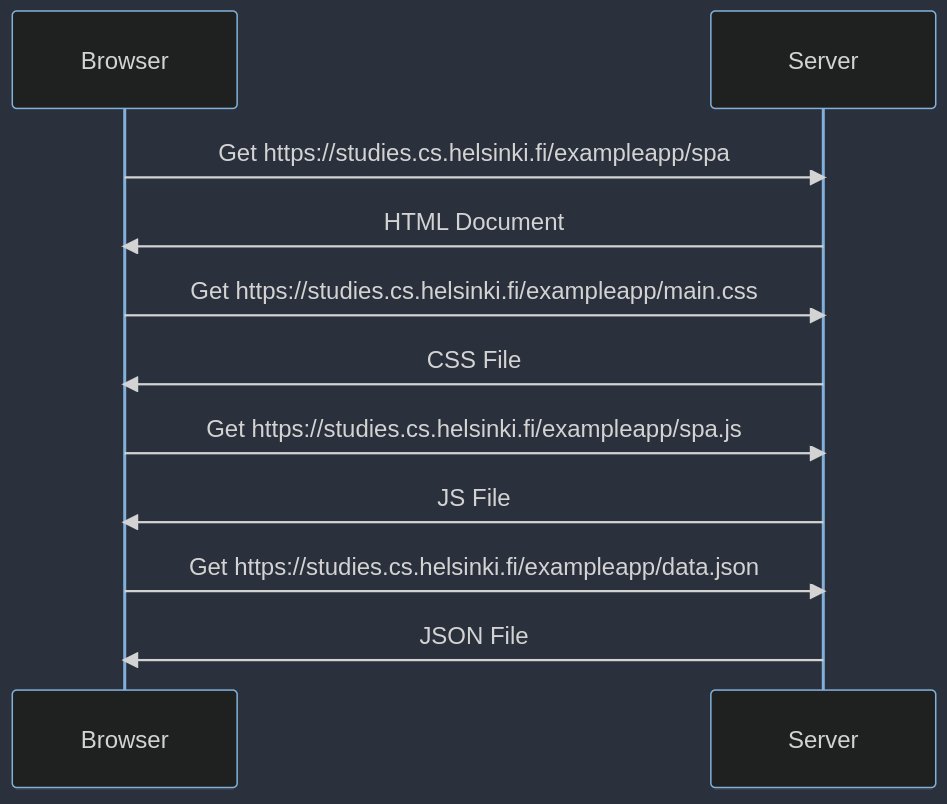 Browser
Server
Get https://studies.cs.helsinki.fi/exampleapp/spa
HTML Document
Get https://studies.cs.helsinki.fi/exampleapp/main.css
CSS File
Get https://studies.cs.helsinki.fi/exampleapp/spa.js
JS File
Get https://studies.cs.helsinki.fi/exampleapp/data.json
JSON File
Browser
Server